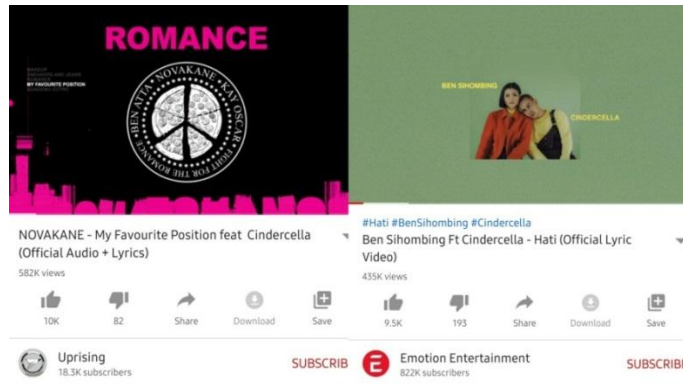 ROMANCE
MY FAVOURITE POSITION
NOVAKANE • KAY OSCAR • FIGHT FOR THE ROMANCE • BEN ATTA •
NOVAKANE - My Favourite Position feat Cindercella
(Official Audio + Lyrics)
582K views
10K
82
Share
Download
Save
Uprising
18.3K subscribers
SUBSCRIB
BEN SIHOMBING
CINDERCELLA
#Hati #BenSihombing #Cindercella
Ben Sihombing Ft Cindercella - Hati (Official Lyric
Video)
435K views
9.5K
193
Share
Download
Save
Emotion Entertainment
822K subscribers
SUBSCRIB